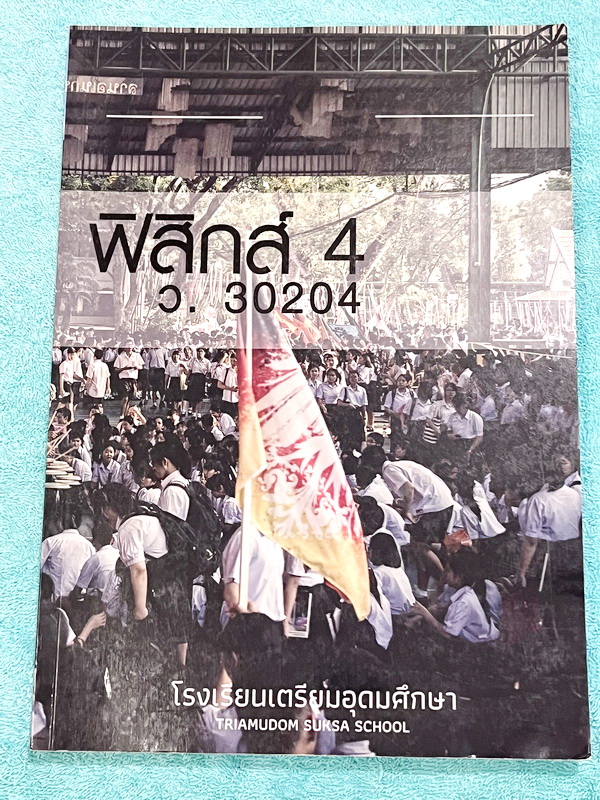 ฟิสิกส์ 4
ว. 30204
โรงเรียนเตรียมอุดมศึกษา
TRIAMUDOM SUKSA SCHOOL